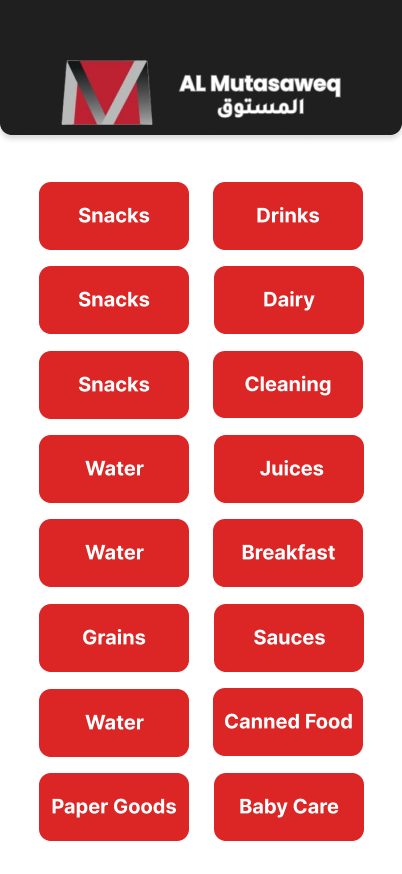 AL Mutasaweq
المستوق
Snacks
Drinks
Snacks
Dairy
Snacks
Cleaning
Water
Juices
Water
Breakfast
Grains
Sauces
Water
Canned Food
Paper Goods
Baby Care